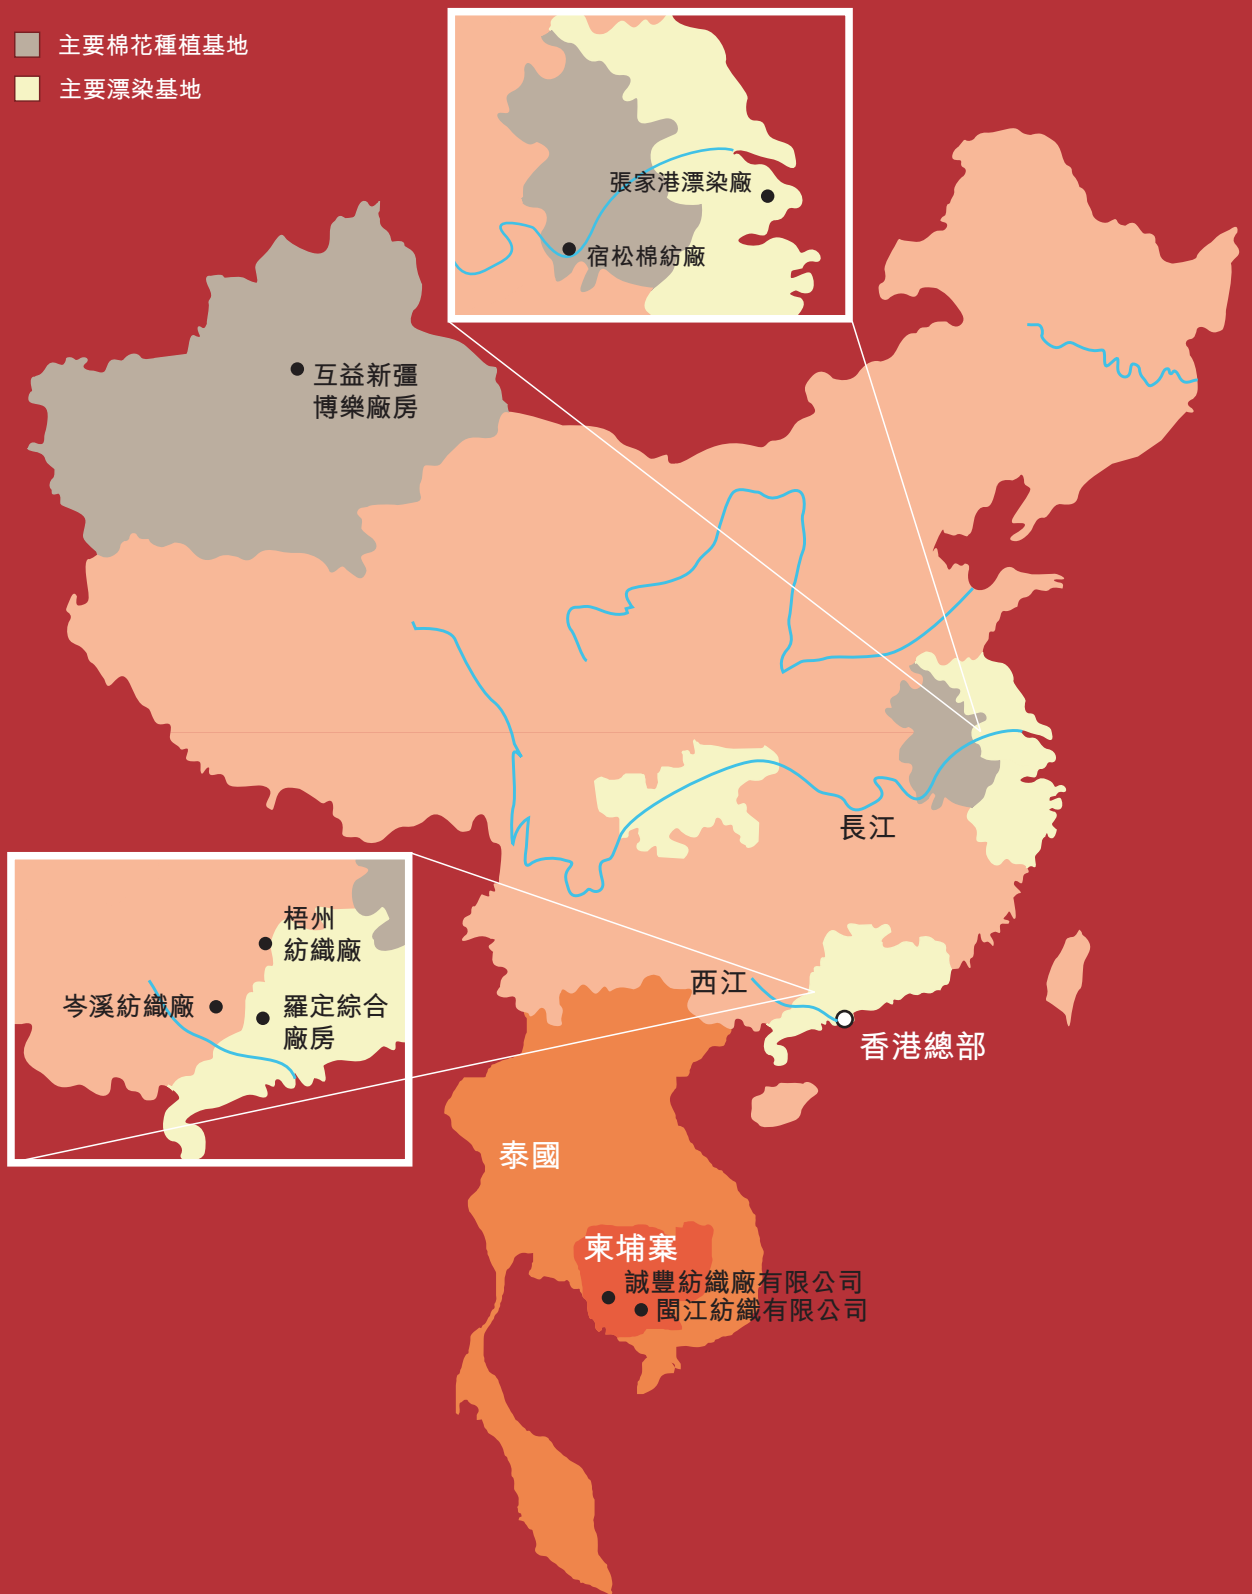 主要棉花種植基地
主要漂染基地
張家港漂染廠
宿松棉紡廠
互益新疆
博樂廠房
長江
梧州
紡織廠
岑溪紡織廠
羅定綜合
廠房
西江
香港總部
泰國
柬埔寨
誠豐紡織廠有限公司
閩江紡織有限公司